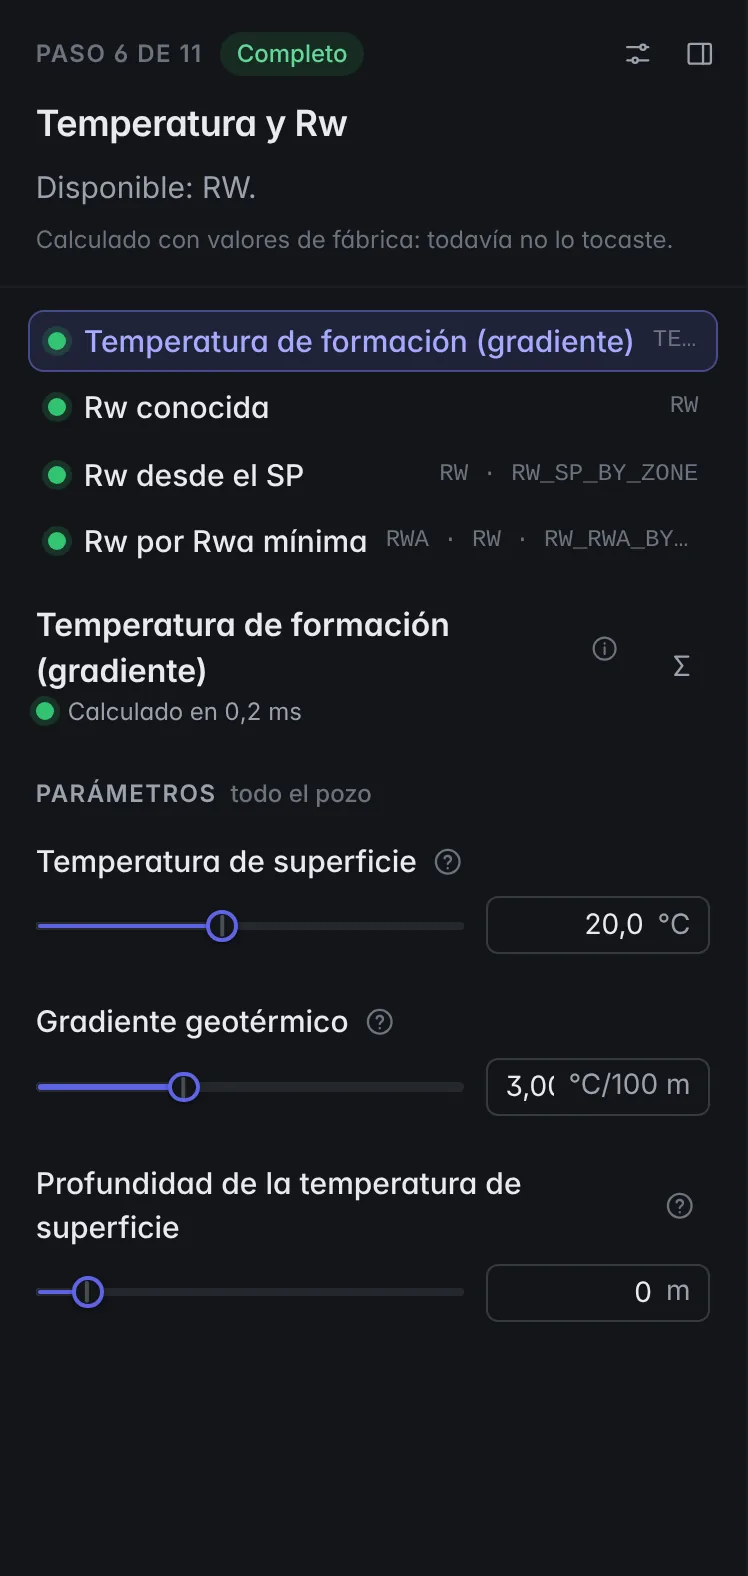 PASO 6 DE 11 Completo
Temperatura y Rw
Disponible: RW.
Calculado con valores de fábrica: todavía no lo tocaste.
Temperatura de formación (gradiente) TE…
Rw conocida RW
Rw desde el SP RW · RW_SP_BY_ZONE
Rw por Rwa mínima RWA · RW · RW_RWA_BY…
Temperatura de formación
(gradiente)
Σ
Calculado en 0,2 ms
PARÁMETROS todo el pozo
Temperatura de superficie
20,0 °C
Gradiente geotérmico
3,00 °C/100 m
Profundidad de la temperatura de
superficie
0 m